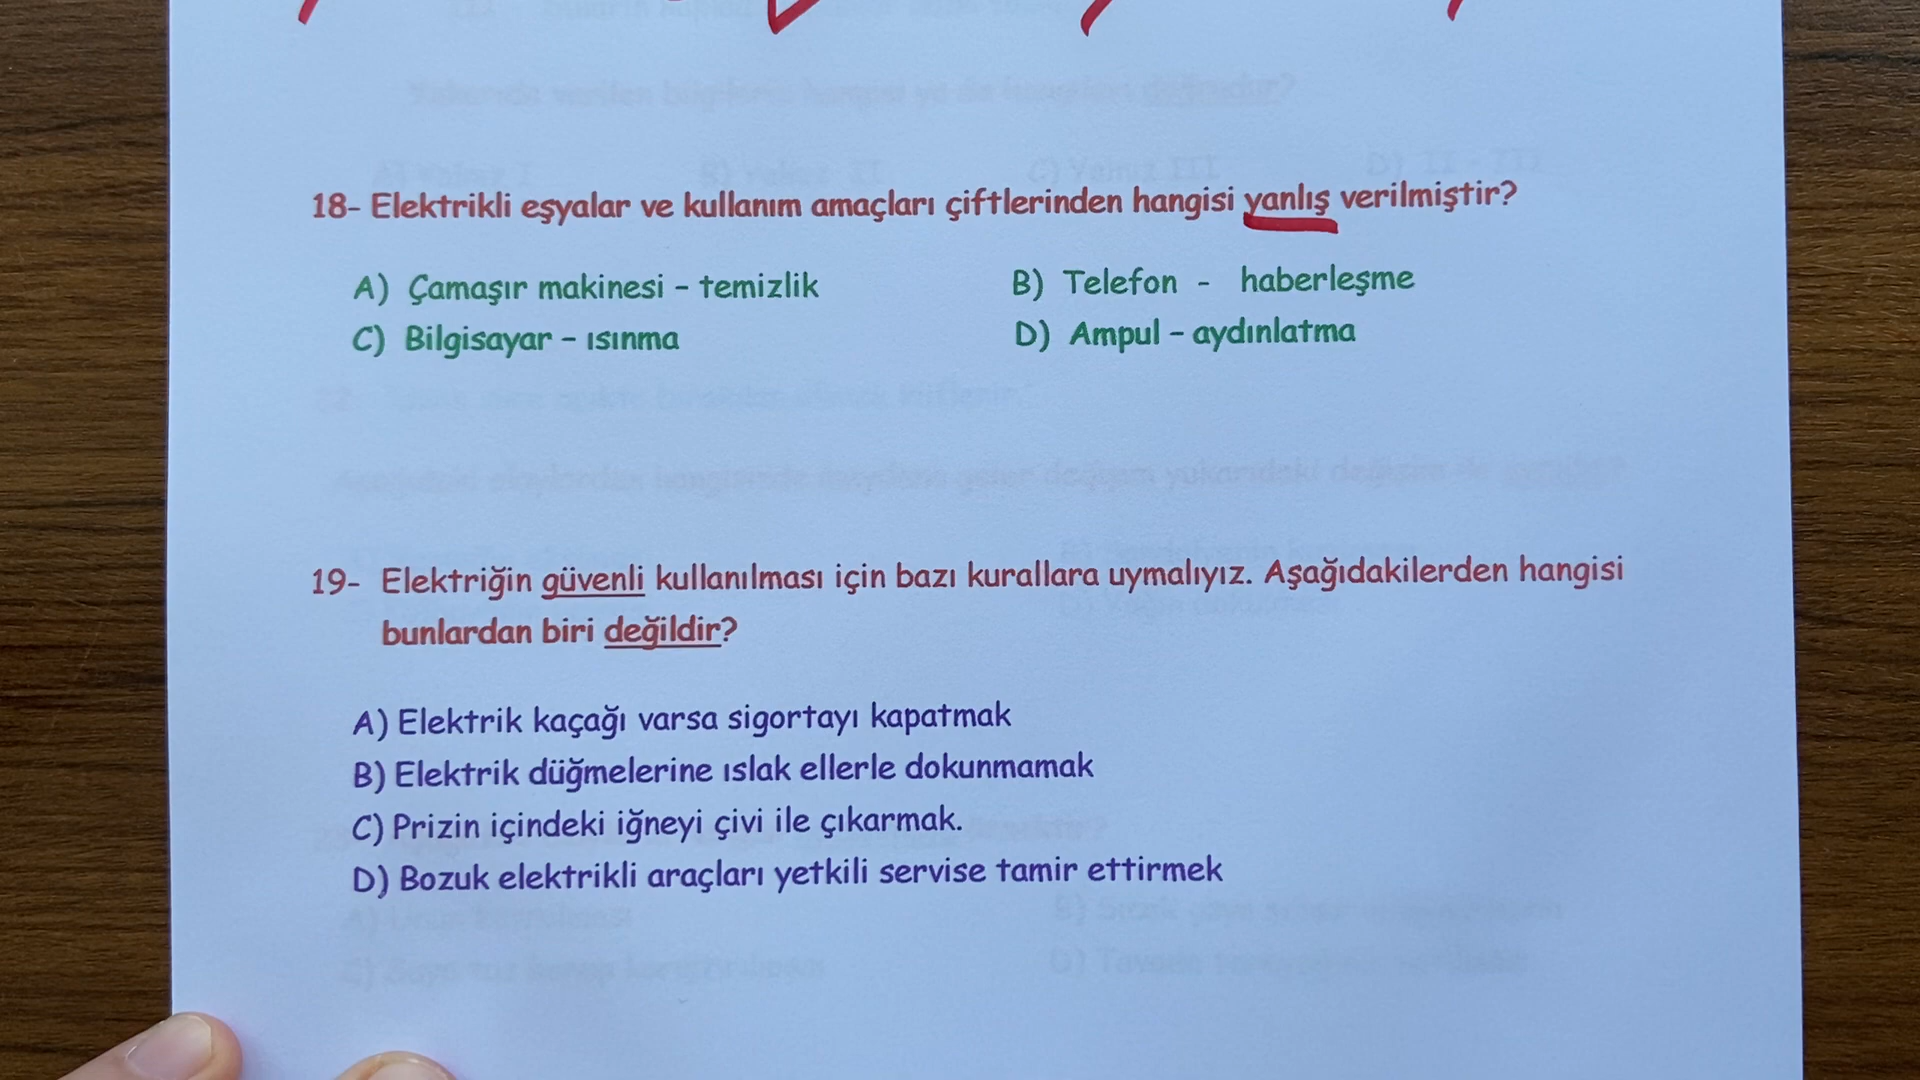 18- Elektrikli eşyalar ve kullanım amaçları çiftlerinden hangisi yanlış verilmiştir?
A) Çamaşır makinesi – temizlik B) Telefon - haberleşme
C) Bilgisayar – ısınma D) Ampul – aydınlatma
19- Elektriğin güvenli kullanılması için bazı kurallara uymalıyız. Aşağıdakilerden hangisi
bunlardan biri değildir?
A) Elektrik kaçağı varsa sigortayı kapatmak
B) Elektrik düğmelerine ıslak ellerle dokunmamak
C) Prizin içindeki iğneyi çivi ile çıkarmak.
D) Bozuk elektrikli araçları yetkili servise tamir ettirmek